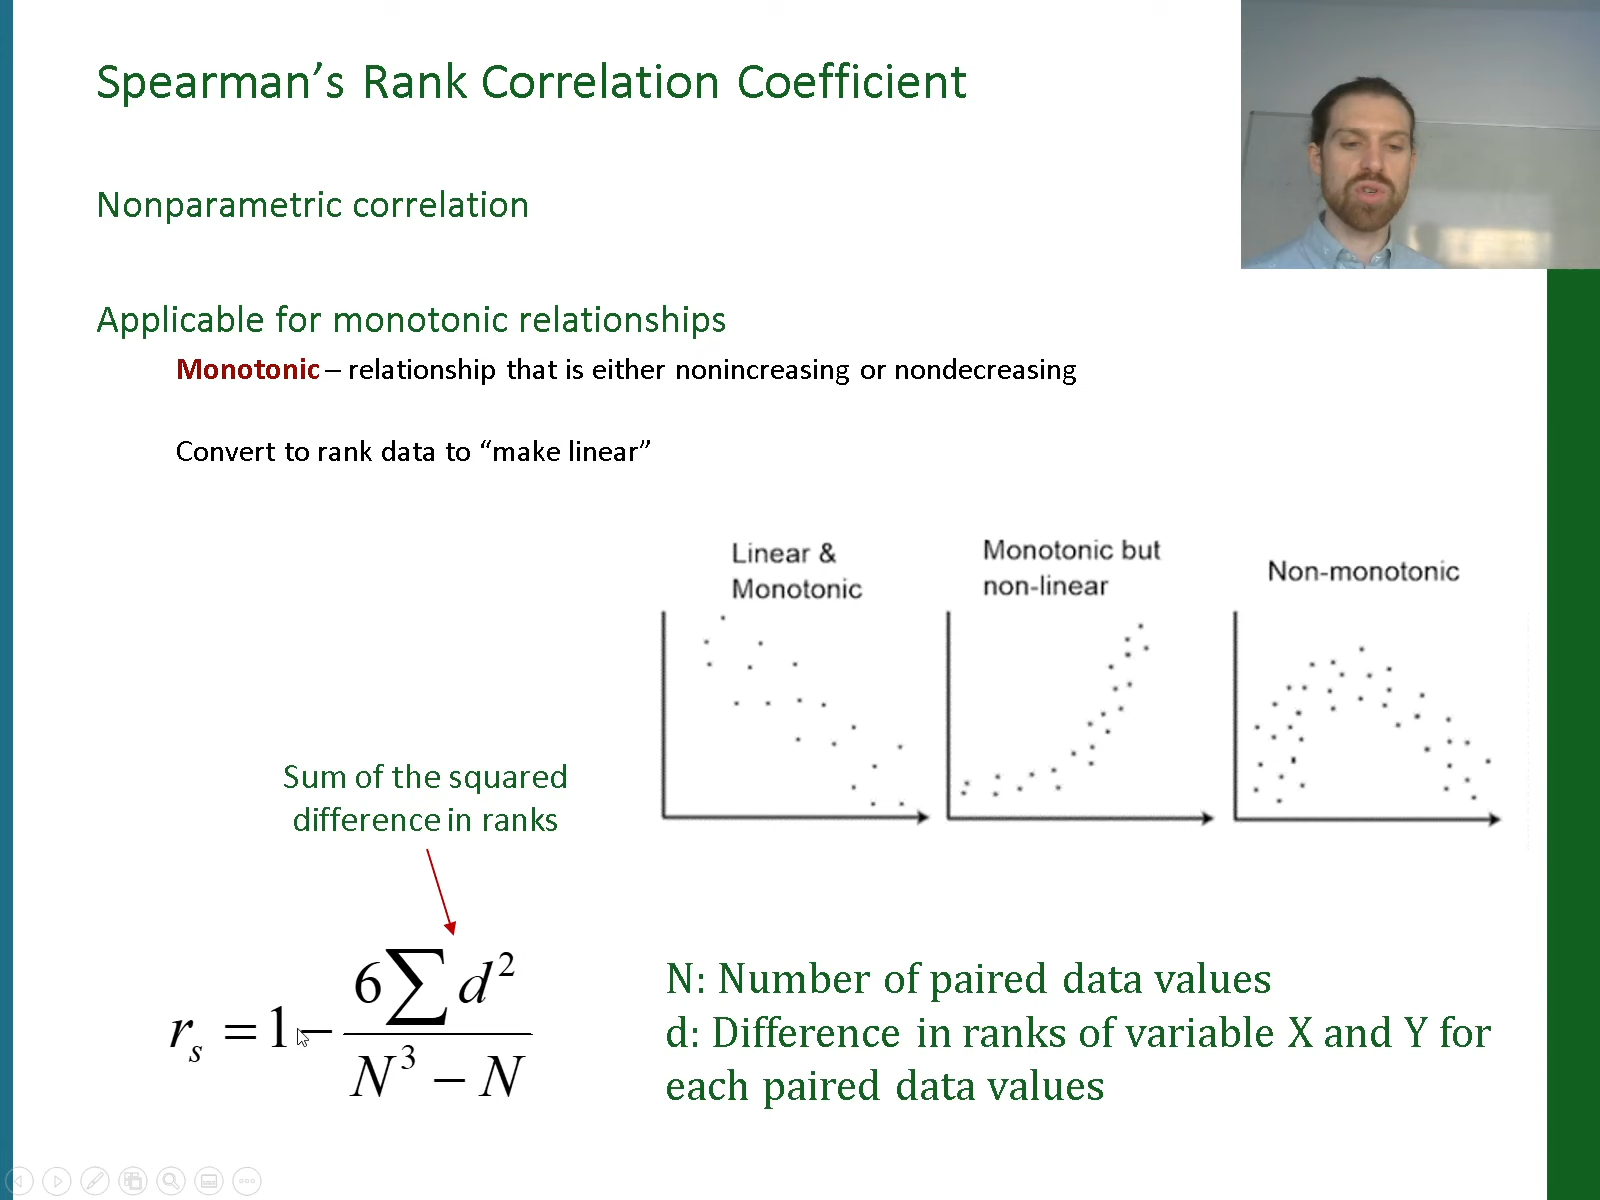 Spearman’s Rank Correlation Coefficient
Nonparametric correlation
Applicable for monotonic relationships
Monotonic – relationship that is either nonincreasing or nondecreasing
Convert to rank data to “make linear”
Linear &
Monotonic
Monotonic but
non-linear
Non-monotonic
Sum of the squared
difference in ranks
r_s = 1 − 6∑d² / N³ − N
N: Number of paired data values
d: Difference in ranks of variable X and Y for
each paired data values